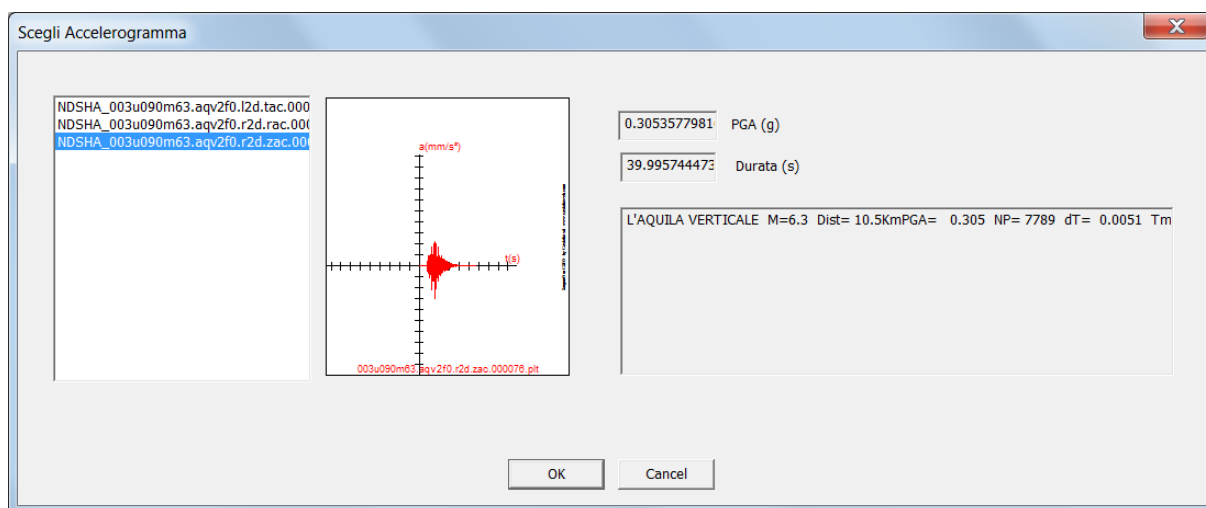 Scegli Accelerogramma
NDSHA_003u090m63.aqv2f0.l2d.tac.000
NDSHA_003u090m63.aqv2f0.r2d.rac.000
NDSHA_003u090m63.aqv2f0.r2d.zac.000
a(mm/s²)
t(s)
003u090m63.aqv2f0.r2d.zac.000076.plt
0.3053577981 PGA (g)
39.995744473 Durata (s)
L'AQUILA VERTICALE M=6.3 Dist= 10.5KmPGA= 0.305 NP= 7789 dT= 0.0051 Tm
OK
Cancel